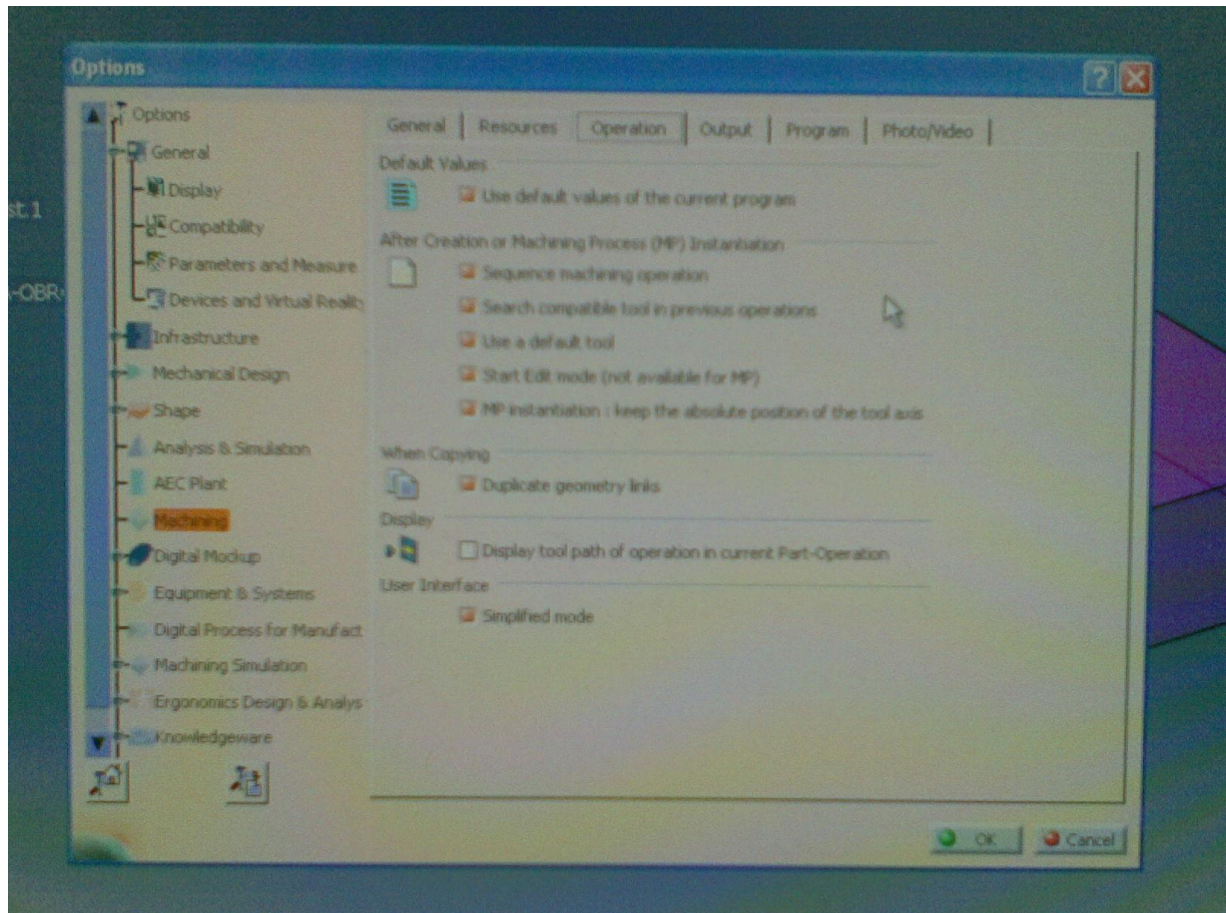 Options
Options
General
Display
Compatibility
Parameters and Measure
Devices and Virtual Reality
Infrastructure
Mechanical Design
Shape
Analysis & Simulation
AEC Plant
Machining
Digital Mockup
Equipment & Systems
Digital Process for Manufact
Machining Simulation
Ergonomics Design & Analys
Knowledgeware
General Resources Operation Output Program Photo/Video
Default Values
Use default values of the current program
After Creation or Machining Process (MP) Instantiation
Sequence machining operation
Search compatible tool in previous operations
Use a default tool
Start Edit mode (not available for MP)
MP instantiation : keep the absolute position of the tool axis
When Copying
Duplicate geometry links
Display
Display tool path of operation in current Part-Operation
User Interface
Simplified mode
OK Cancel
st.1
-OBR-